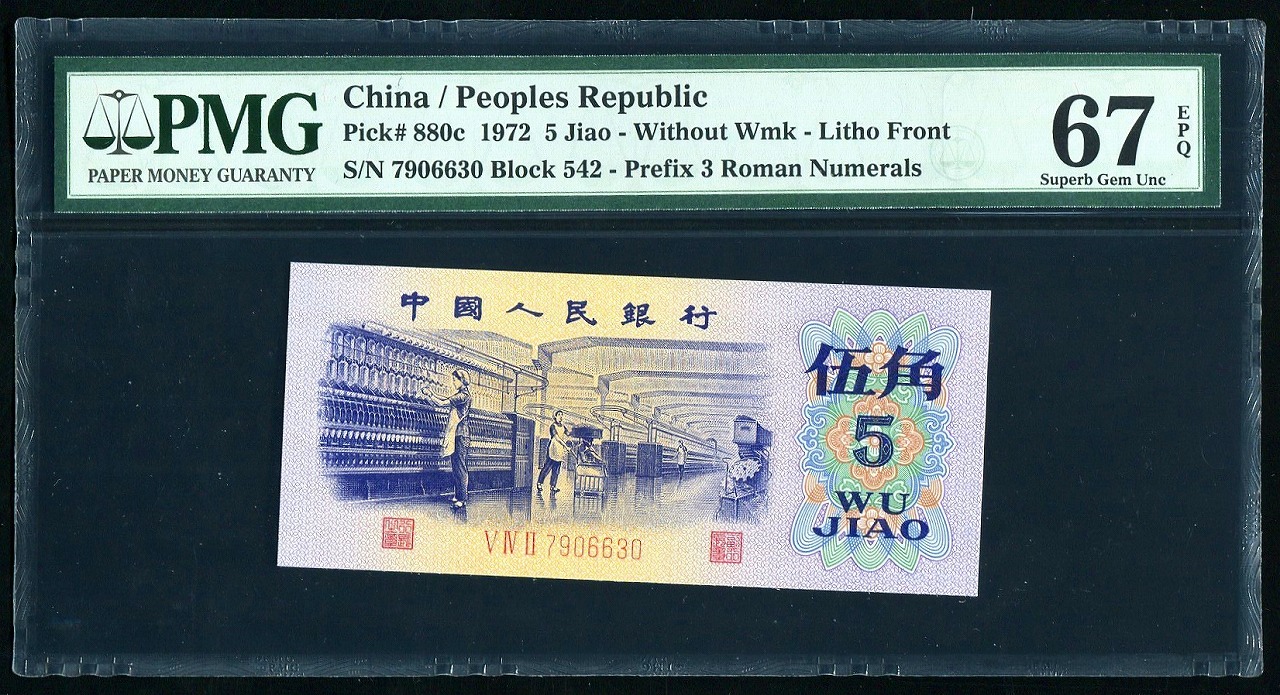 PMG
PAPER MONEY GUARANTY
China / Peoples Republic
Pick# 880c 1972 5 Jiao - Without Wmk - Litho Front
S/N 7906630 Block 542 - Prefix 3 Roman Numerals
67
EPQ
Superb Gem Unc
中國人民銀行
伍角
5
WU
JIAO
V IV II 7906630